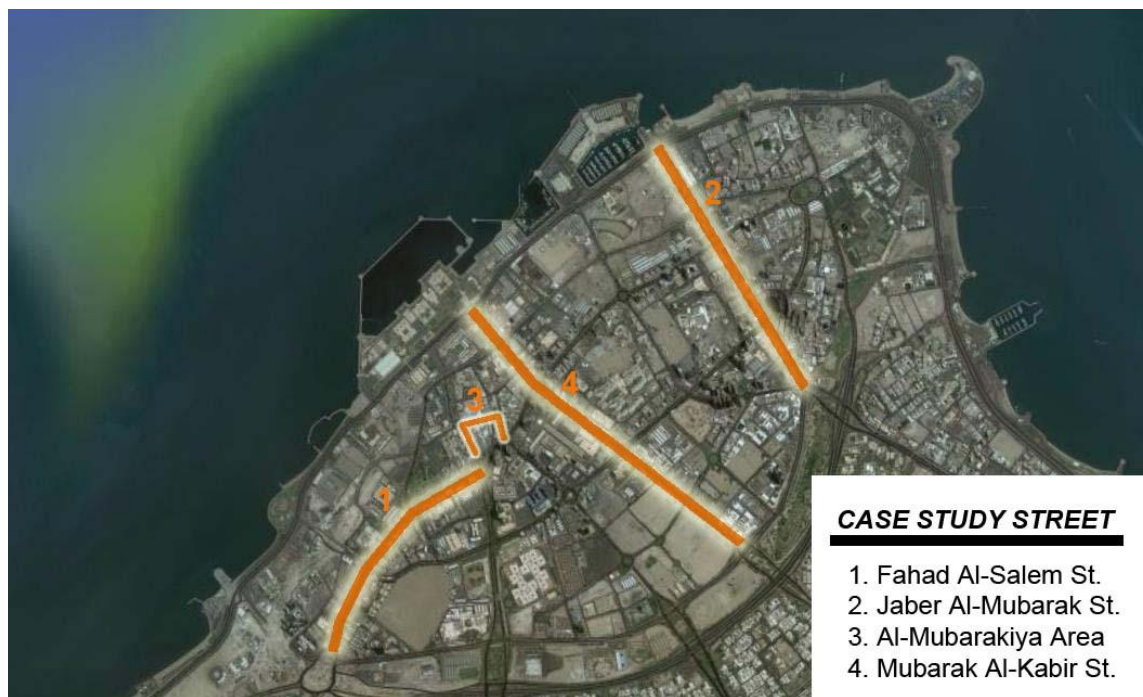 2
4
3
1
CASE STUDY STREET
1. Fahad Al-Salem St.
2. Jaber Al-Mubarak St.
3. Al-Mubarakiya Area
4. Mubarak Al-Kabir St.